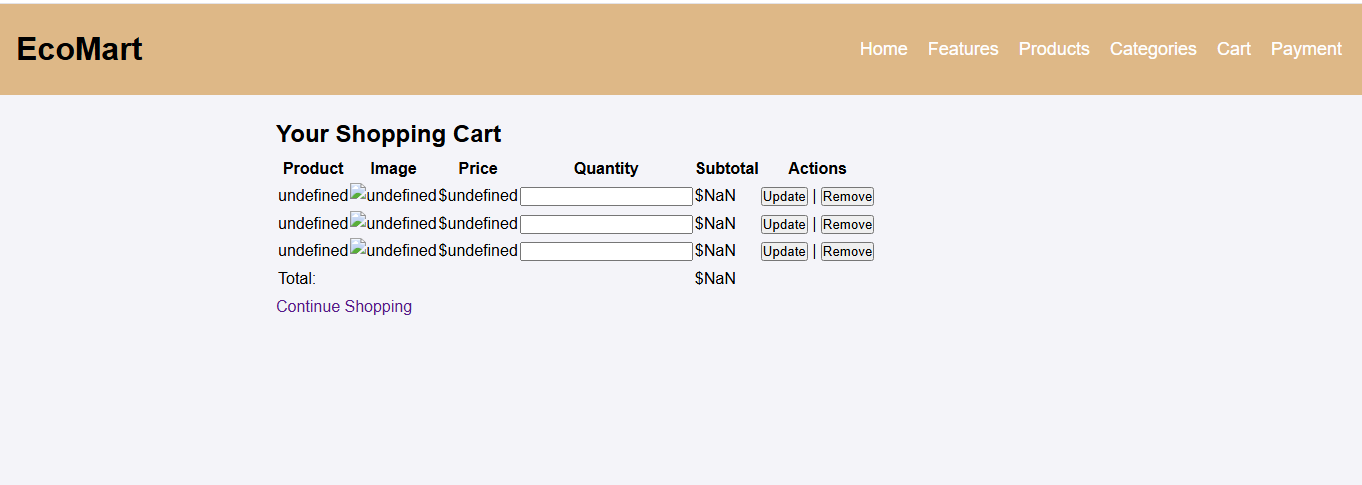 EcoMart Home Features Products Categories Cart Payment
Your Shopping Cart
Product Image Price Quantity Subtotal Actions
undefined undefined $undefined $NaN Update | Remove
undefined undefined $undefined $NaN Update | Remove
undefined undefined $undefined $NaN Update | Remove
Total: $NaN
Continue Shopping